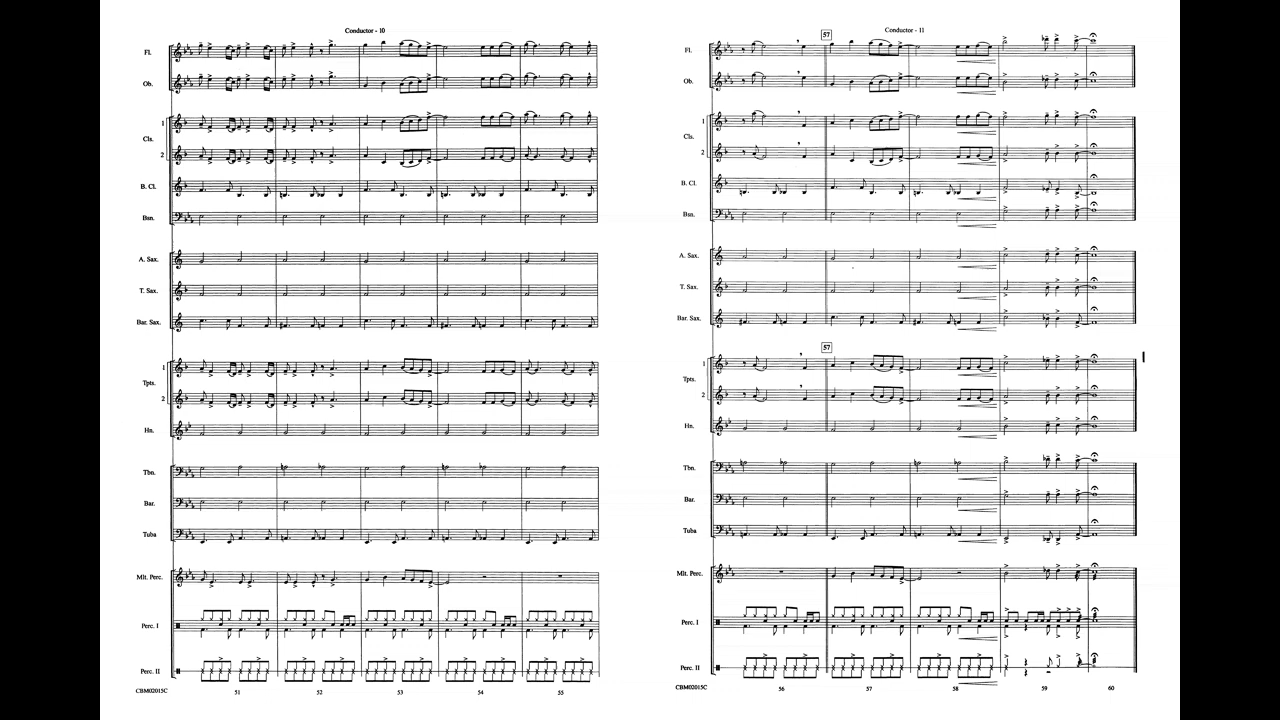 Conductor - 10
Fl.
Ob.
1
Cls.
2
B. Cl.
Bsn.
A. Sax.
T. Sax.
Bar. Sax.
1
Tpts.
2
Hn.
Tbn.
Bar.
Tuba
Mlt. Perc.
Perc. I
Perc. II
CBM02015C 51 52 53 54 55
57 Conductor - 11
Fl.
Ob.
1
Cls.
2
B. Cl.
Bsn.
A. Sax.
T. Sax.
Bar. Sax.
57
1
Tpts.
2
Hn.
Tbn.
Bar.
Tuba
Mlt. Perc.
Perc. I
Perc. II
CBM02015C 56 57 58 59 60